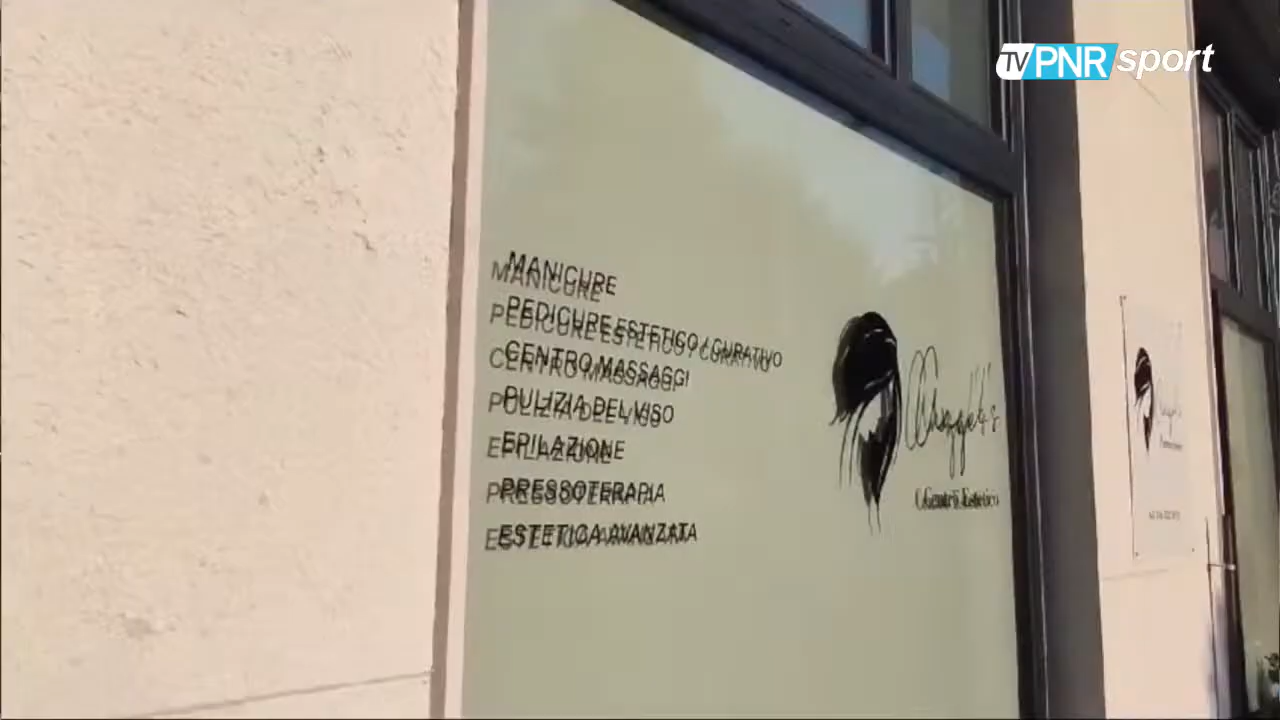 TVPNR sport
MANICURE
PEDICURE ESTETICO / CURATIVO
CENTRO MASSAGGI
PULIZIA DEL VISO
EPILAZIONE
PRESSOTERAPIA
ESTETICA AVANZATA
Centro Estetico